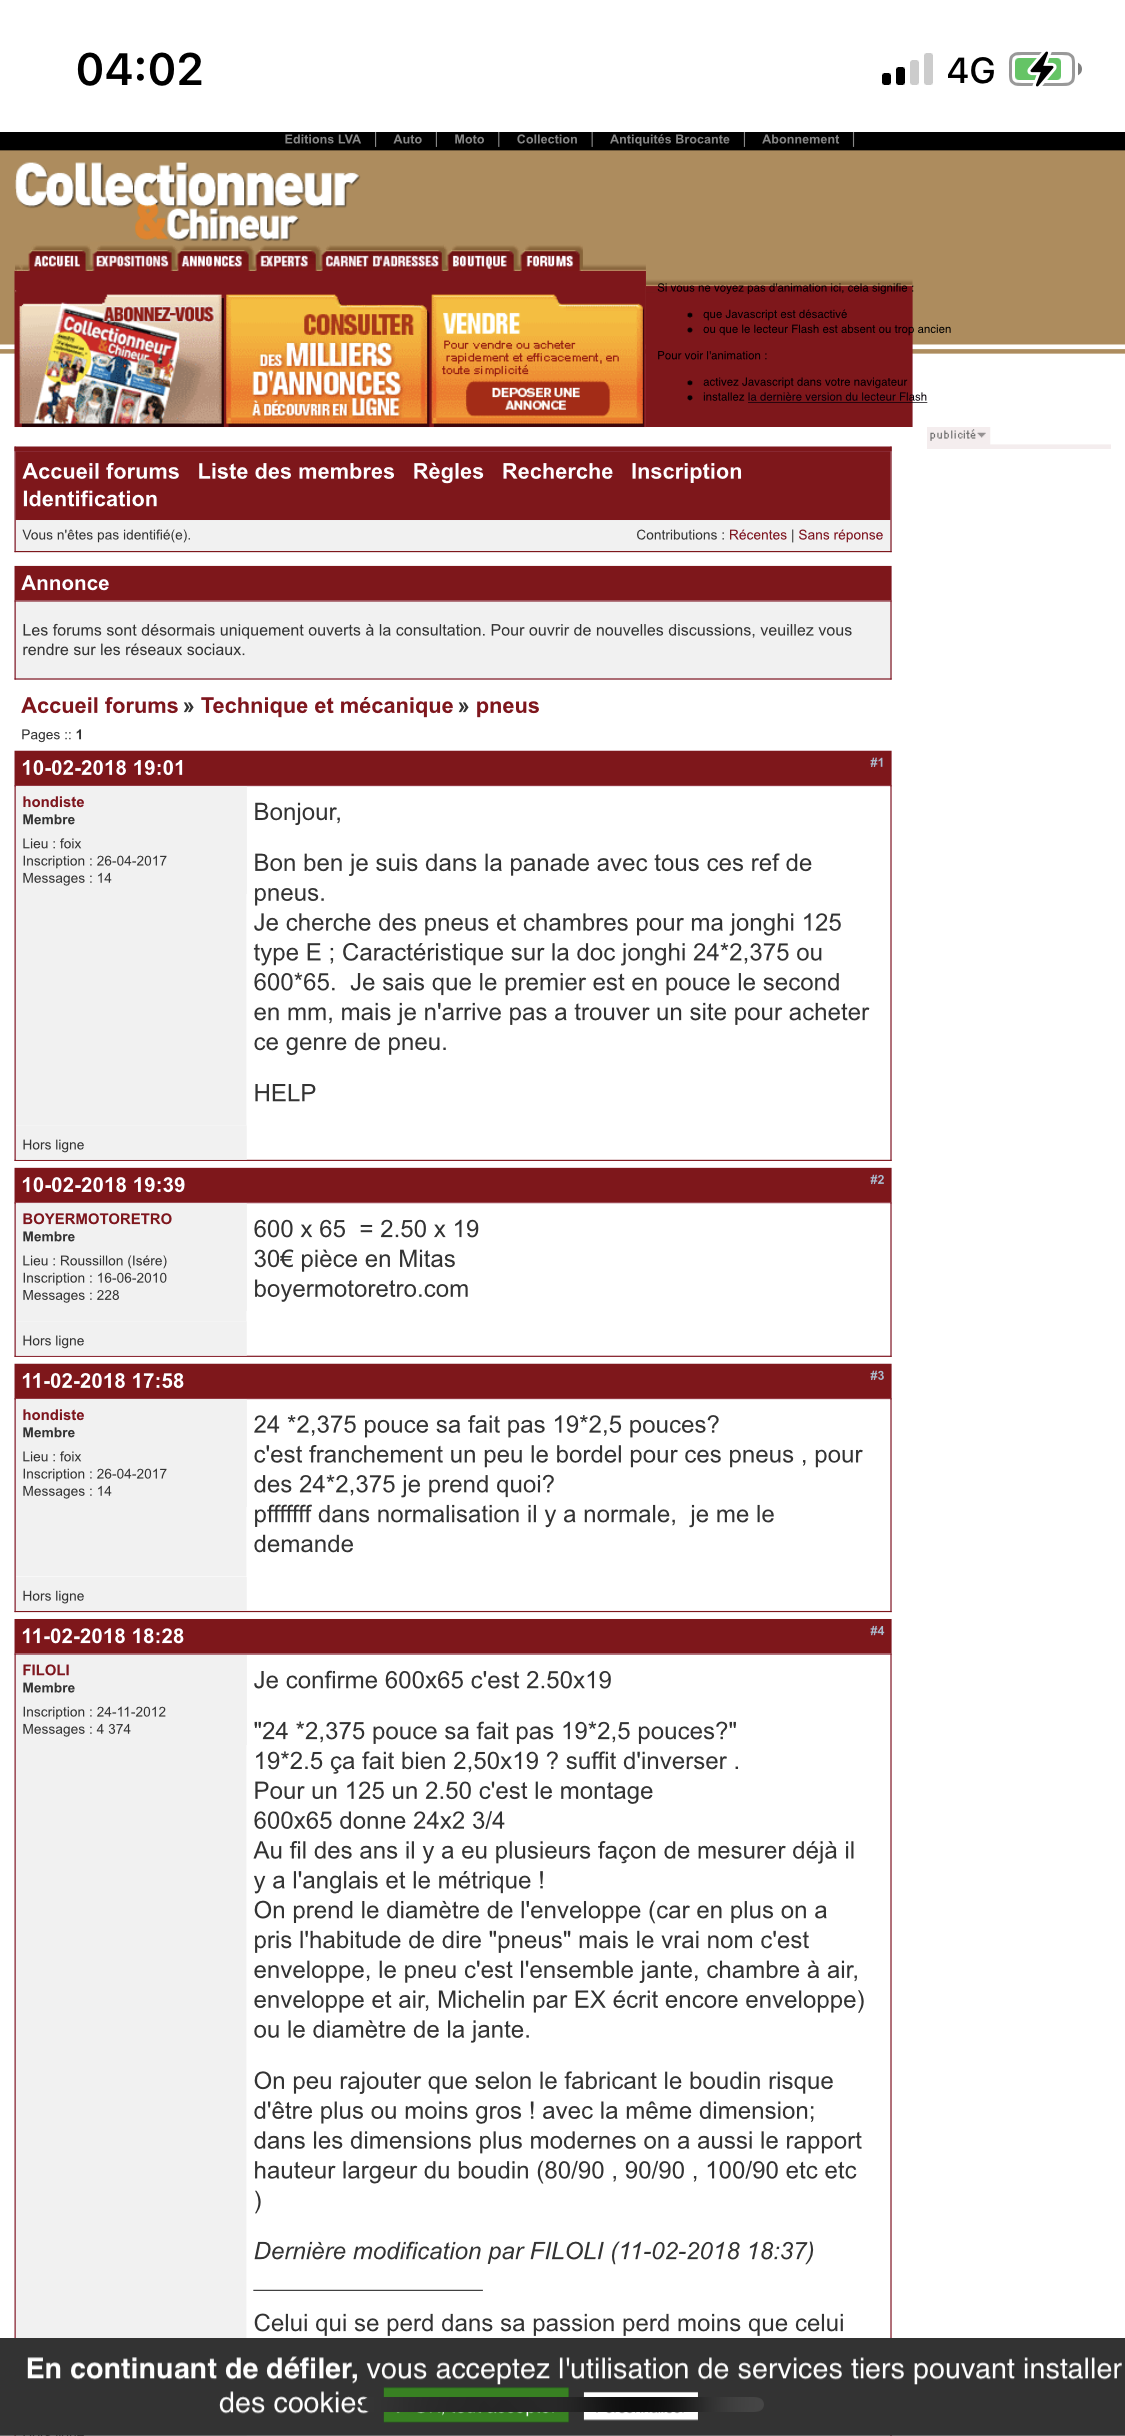 04:02 4G
Editions LVA | Auto | Moto | Collection | Antiquités Brocante | Abonnement |
Collectionneur
&Chineur
ACCUEIL EXPOSITIONS ANNONCES EXPERTS CARNET D'ADRESSES BOUTIQUE FORUMS
ABONNEZ-VOUS
Collectionneur
& Chineur
CONSULTER
DES MILLIERS
D'ANNONCES
À DÉCOUVRIR EN LIGNE
VENDRE
Pour vendre ou acheter
rapidement et efficacement, en
toute simplicité
DEPOSER UNE
ANNONCE
Si vous ne voyez pas d'animation ici, cela signifie :
• que Javascript est désactivé
• ou que le lecteur Flash est absent ou trop ancien
Pour voir l'animation :
• activez Javascript dans votre navigateur
• installez la dernière version du lecteur Flash
publicité
Accueil forums Liste des membres Règles Recherche Inscription
Identification
Vous n'êtes pas identifié(e). Contributions : Récentes | Sans réponse
Annonce
Les forums sont désormais uniquement ouverts à la consultation. Pour ouvrir de nouvelles discussions, veuillez vous
rendre sur les réseaux sociaux.
Accueil forums » Technique et mécanique » pneus
Pages :: 1
10-02-2018 19:01 #1
hondiste
Membre
Lieu : foix
Inscription : 26-04-2017
Messages : 14
Bonjour,
Bon ben je suis dans la panade avec tous ces ref de
pneus.
Je cherche des pneus et chambres pour ma jonghi 125
type E ; Caractéristique sur la doc jonghi 24*2,375 ou
600*65.  Je sais que le premier est en pouce le second
en mm, mais je n'arrive pas a trouver un site pour acheter
ce genre de pneu.
HELP
Hors ligne
10-02-2018 19:39 #2
BOYERMOTORETRO
Membre
Lieu : Roussillon (Isére)
Inscription : 16-06-2010
Messages : 228
600 x 65  = 2.50 x 19
30€ pièce en Mitas
boyermotoretro.com
Hors ligne
11-02-2018 17:58 #3
hondiste
Membre
Lieu : foix
Inscription : 26-04-2017
Messages : 14
24 *2,375 pouce sa fait pas 19*2,5 pouces?
c'est franchement un peu le bordel pour ces pneus , pour
des 24*2,375 je prend quoi?
pfffffff dans normalisation il y a normale,  je me le
demande
Hors ligne
11-02-2018 18:28 #4
FILOLI
Membre
Inscription : 24-11-2012
Messages : 4 374
Je confirme 600x65 c'est 2.50x19
"24 *2,375 pouce sa fait pas 19*2,5 pouces?"
19*2.5 ça fait bien 2,50x19 ? suffit d'inverser .
Pour un 125 un 2.50 c'est le montage
600x65 donne 24x2 3/4
Au fil des ans il y a eu plusieurs façon de mesurer déjà il
y a l'anglais et le métrique !
On prend le diamètre de l'enveloppe (car en plus on a
pris l'habitude de dire "pneus" mais le vrai nom c'est
enveloppe, le pneu c'est l'ensemble jante, chambre à air,
enveloppe et air, Michelin par EX écrit encore enveloppe)
ou le diamètre de la jante.
On peu rajouter que selon le fabricant le boudin risque
d'être plus ou moins gros ! avec la même dimension;
dans les dimensions plus modernes on a aussi le rapport
hauteur largeur du boudin (80/90 , 90/90 , 100/90 etc etc
)
Dernière modification par FILOLI (11-02-2018 18:37)
Celui qui se perd dans sa passion perd moins que celui
En continuant de défiler, vous acceptez l'utilisation de services tiers pouvant installer
des cookies